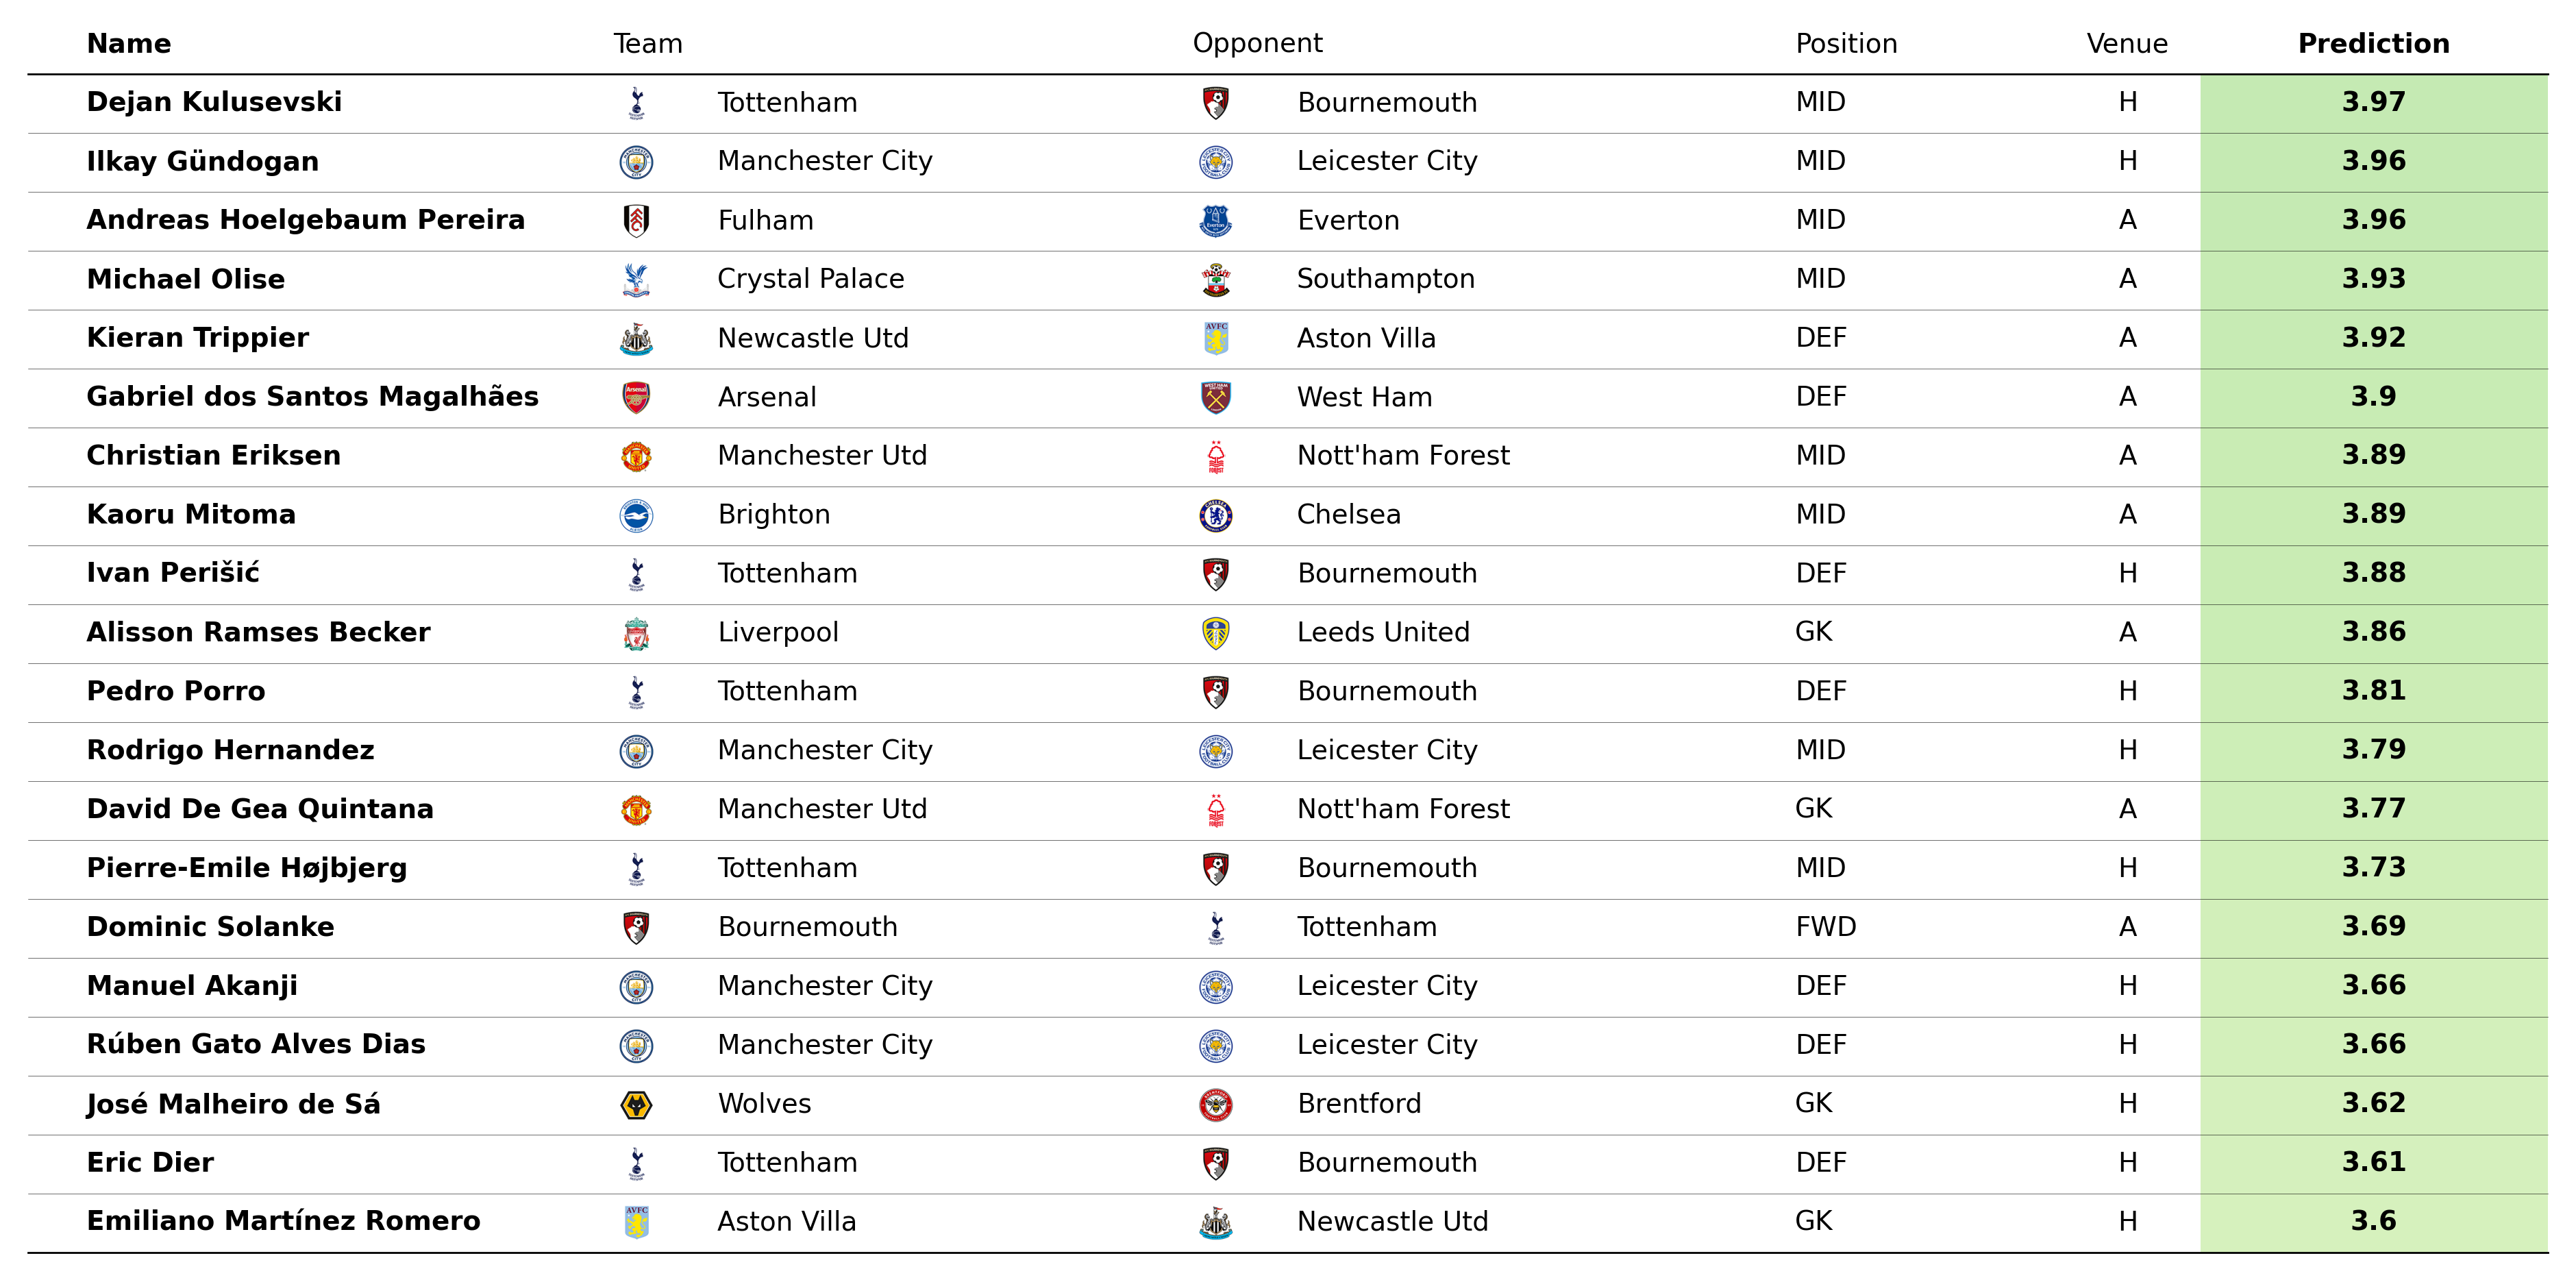 Name Team Opponent Position Venue Prediction
Dejan Kulusevski Tottenham Bournemouth MID H 3.97
Ilkay Gündogan Manchester City Leicester City MID H 3.96
Andreas Hoelgebaum Pereira Fulham Everton MID A 3.96
Michael Olise Crystal Palace Southampton MID A 3.93
Kieran Trippier Newcastle Utd Aston Villa DEF A 3.92
Gabriel dos Santos Magalhães Arsenal West Ham DEF A 3.9
Christian Eriksen Manchester Utd Nott'ham Forest MID A 3.89
Kaoru Mitoma Brighton Chelsea MID A 3.89
Ivan Perišić Tottenham Bournemouth DEF H 3.88
Alisson Ramses Becker Liverpool Leeds United GK A 3.86
Pedro Porro Tottenham Bournemouth DEF H 3.81
Rodrigo Hernandez Manchester City Leicester City MID H 3.79
David De Gea Quintana Manchester Utd Nott'ham Forest GK A 3.77
Pierre-Emile Højbjerg Tottenham Bournemouth MID H 3.73
Dominic Solanke Bournemouth Tottenham FWD A 3.69
Manuel Akanji Manchester City Leicester City DEF H 3.66
Rúben Gato Alves Dias Manchester City Leicester City DEF H 3.66
José Malheiro de Sá Wolves Brentford GK H 3.62
Eric Dier Tottenham Bournemouth DEF H 3.61
Emiliano Martínez Romero Aston Villa Newcastle Utd GK H 3.6